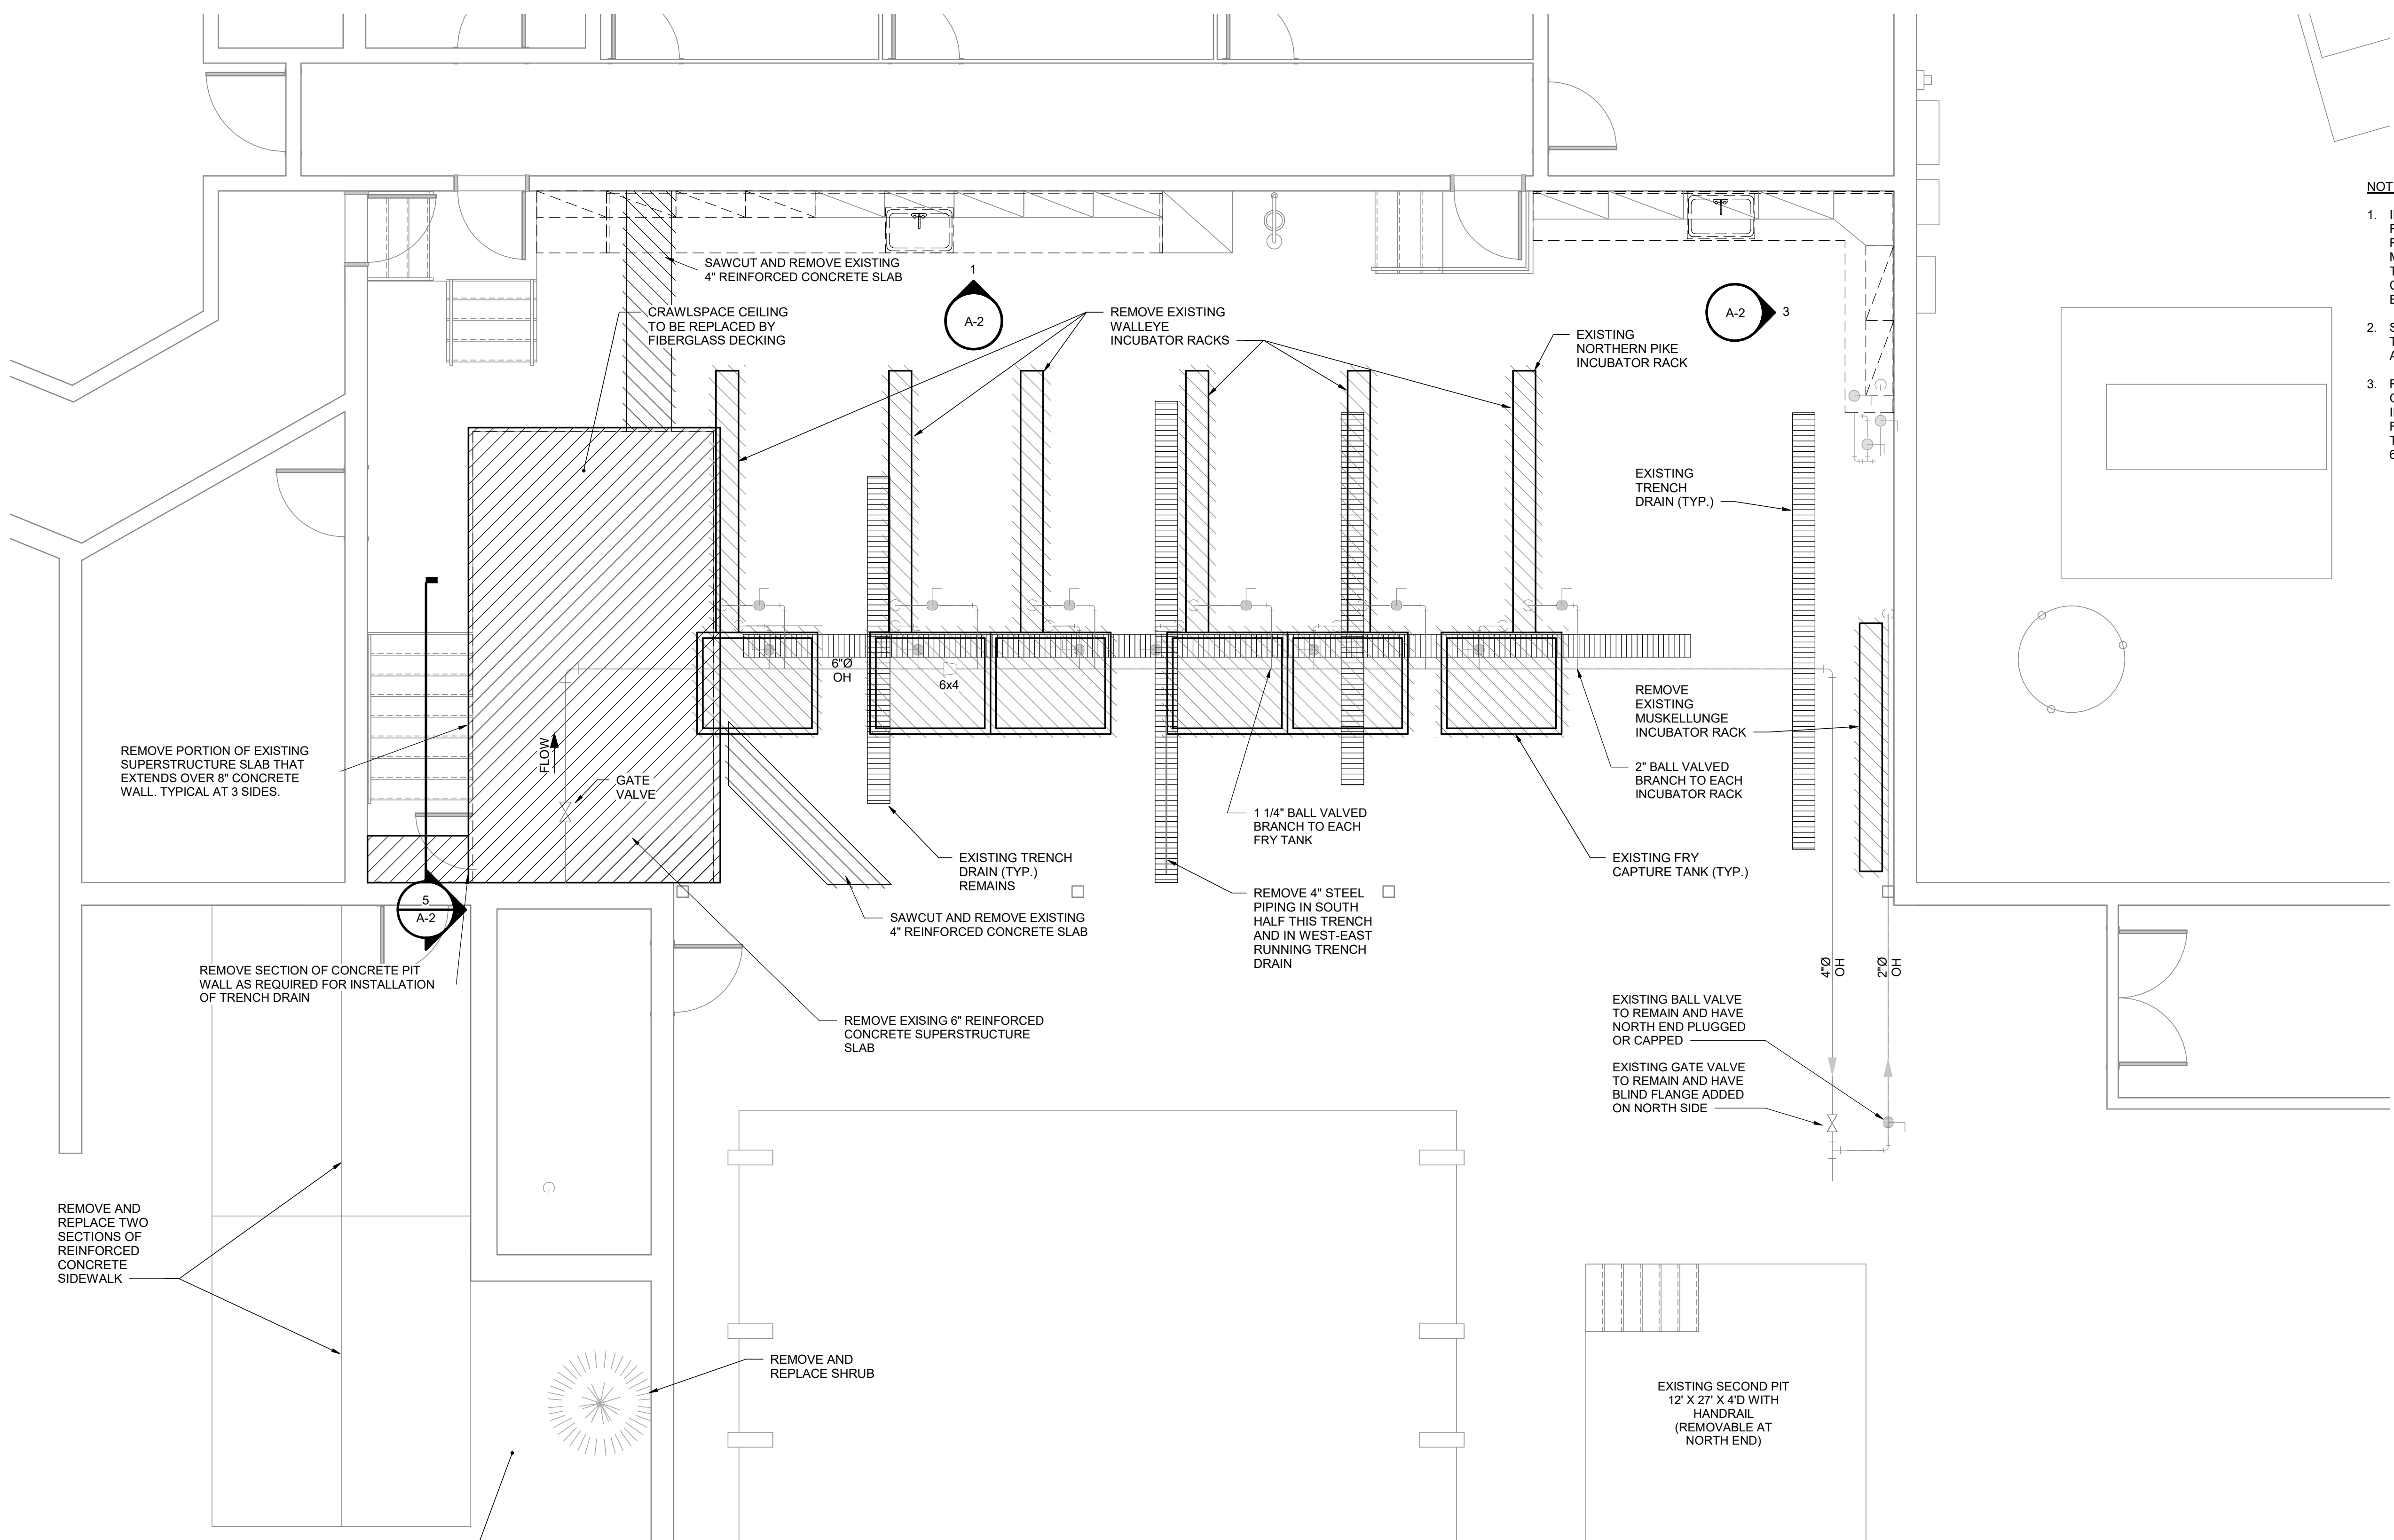 SAWCUT AND REMOVE EXISTING
4" REINFORCED CONCRETE SLAB
1
A-2
CRAWLSPACE CEILING
TO BE REPLACED BY
FIBERGLASS DECKING
REMOVE EXISTING
WALLEYE
INCUBATOR RACKS
EXISTING
NORTHERN PIKE
INCUBATOR RACK
A-2
3
NOT
1.
2.
3.
EXISTING
TRENCH
DRAIN (TYP.)
6"Ø
OH
6x4
FLOW
GATE
VALVE
REMOVE PORTION OF EXISTING
SUPERSTRUCTURE SLAB THAT
EXTENDS OVER 8" CONCRETE
WALL. TYPICAL AT 3 SIDES.
REMOVE
EXISTING
MUSKELLUNGE
INCUBATOR RACK
2" BALL VALVED
BRANCH TO EACH
INCUBATOR RACK
1 1/4" BALL VALVED
BRANCH TO EACH
FRY TANK
EXISTING TRENCH
DRAIN (TYP.)
REMAINS
EXISTING FRY
CAPTURE TANK (TYP.)
5
A-2
SAWCUT AND REMOVE EXISTING
4" REINFORCED CONCRETE SLAB
REMOVE 4" STEEL
PIPING IN SOUTH
HALF THIS TRENCH
AND IN WEST-EAST
RUNNING TRENCH
DRAIN
REMOVE SECTION OF CONCRETE PIT
WALL AS REQUIRED FOR INSTALLATION
OF TRENCH DRAIN
4"Ø
OH
2"Ø
OH
REMOVE EXISING 6" REINFORCED
CONCRETE SUPERSTRUCTURE
SLAB
EXISTING BALL VALVE
TO REMAIN AND HAVE
NORTH END PLUGGED
OR CAPPED
EXISTING GATE VALVE
TO REMAIN AND HAVE
BLIND FLANGE ADDED
ON NORTH SIDE
REMOVE AND
REPLACE TWO
SECTIONS OF
REINFORCED
CONCRETE
SIDEWALK
REMOVE AND
REPLACE SHRUB
EXISTING SECOND PIT
12' X 27' X 4'D WITH
HANDRAIL
(REMOVABLE AT
NORTH END)